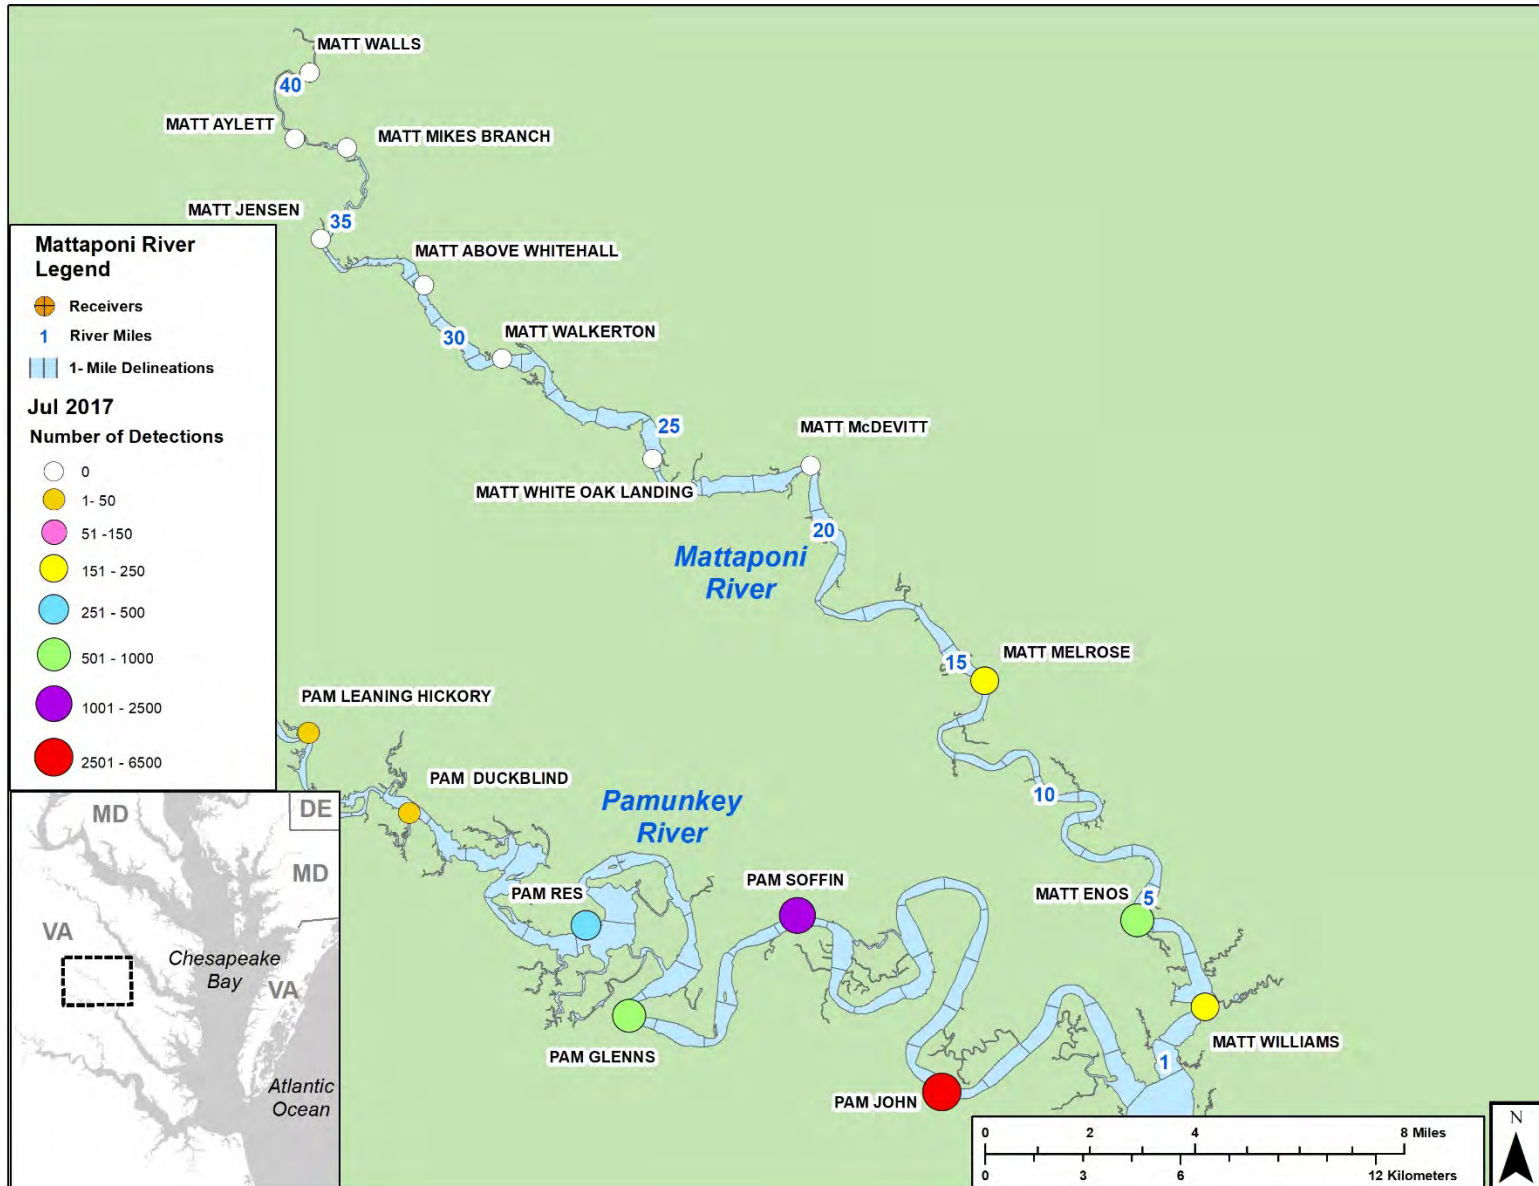 MATT WALLS
40
MATT AYLETT
MATT MIKES BRANCH
MATT JENSEN
35
MATT ABOVE WHITEHALL
30
MATT WALKERTON
25
MATT McDEVITT
MATT WHITE OAK LANDING
20
Mattaponi
River
15
MATT MELROSE
10
MATT ENOS
5
MATT WILLIAMS
1
PAM LEANING HICKORY
PAM  DUCKBLIND
Pamunkey
River
PAM RES
PAM SOFFIN
PAM GLENNS
PAM JOHN
Mattaponi River
Legend
Receivers
1 River Miles
1- Mile Delineations
Jul 2017
Number of Detections
0
1- 50
51 -150
151 - 250
251 - 500
501 - 1000
1001 - 2500
2501 - 6500
MD
DE
MD
VA
Chesapeake
Bay
VA
Atlantic
Ocean
0 2 4 8 Miles
0 3 6 12 Kilometers
N